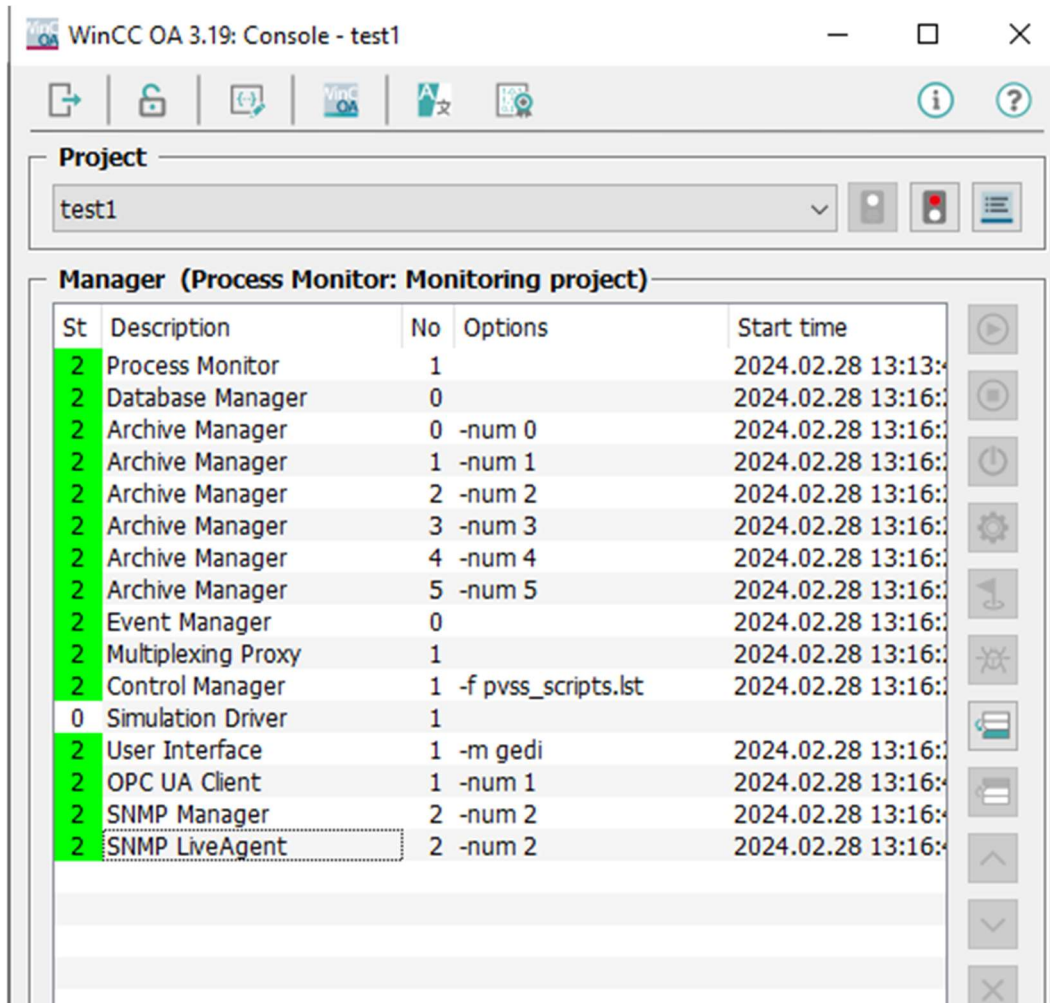 WinCC OA 3.19: Console - test1
Project
test1
Manager (Process Monitor: Monitoring project)
St Description No Options Start time
2 Process Monitor 1 2024.02.28 13:13:
2 Database Manager 0 2024.02.28 13:16:
2 Archive Manager 0 -num 0 2024.02.28 13:16:
2 Archive Manager 1 -num 1 2024.02.28 13:16:
2 Archive Manager 2 -num 2 2024.02.28 13:16:
2 Archive Manager 3 -num 3 2024.02.28 13:16:
2 Archive Manager 4 -num 4 2024.02.28 13:16:
2 Archive Manager 5 -num 5 2024.02.28 13:16:
2 Event Manager 0 2024.02.28 13:16:
2 Multiplexing Proxy 1 2024.02.28 13:16:
2 Control Manager 1 -f pvss_scripts.lst 2024.02.28 13:16:
0 Simulation Driver 1
2 User Interface 1 -m gedi 2024.02.28 13:16:
2 OPC UA Client 1 -num 1 2024.02.28 13:16:
2 SNMP Manager 2 -num 2 2024.02.28 13:16:
2 SNMP LiveAgent 2 -num 2 2024.02.28 13:16: